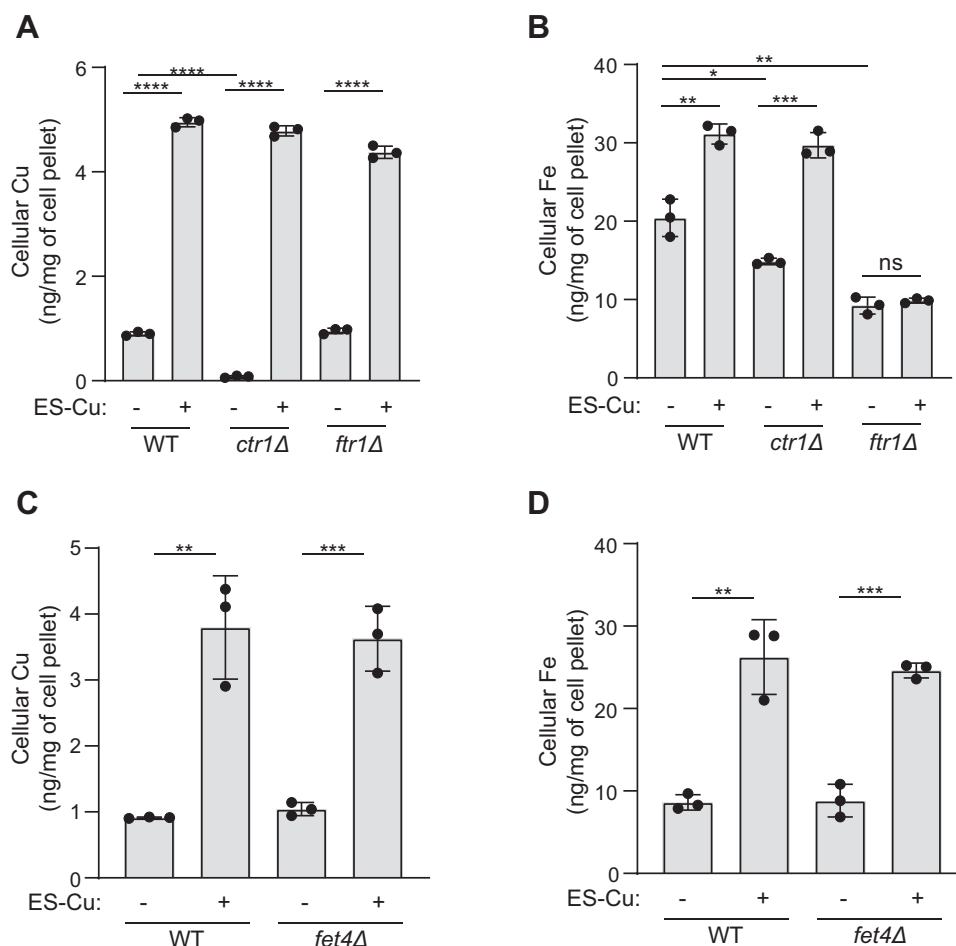 A
B
**** ****
**** ****
****
**
*
** ***
ns
Cellular Cu
(ng/mg of cell pellet)
6
4
2
0
Cellular Fe
(ng/mg of cell pellet)
40
30
20
10
0
ES-Cu: - + - + - +
WT ctr1Δ ftr1Δ
ES-Cu: - + - + - +
WT ctr1Δ ftr1Δ
C
D
** ***
** ***
Cellular Cu
(ng/mg of cell pellet)
5
4
3
2
1
0
Cellular Fe
(ng/mg of cell pellet)
40
30
20
10
0
ES-Cu: - + - +
WT fet4Δ
ES-Cu: - + - +
WT fet4Δ